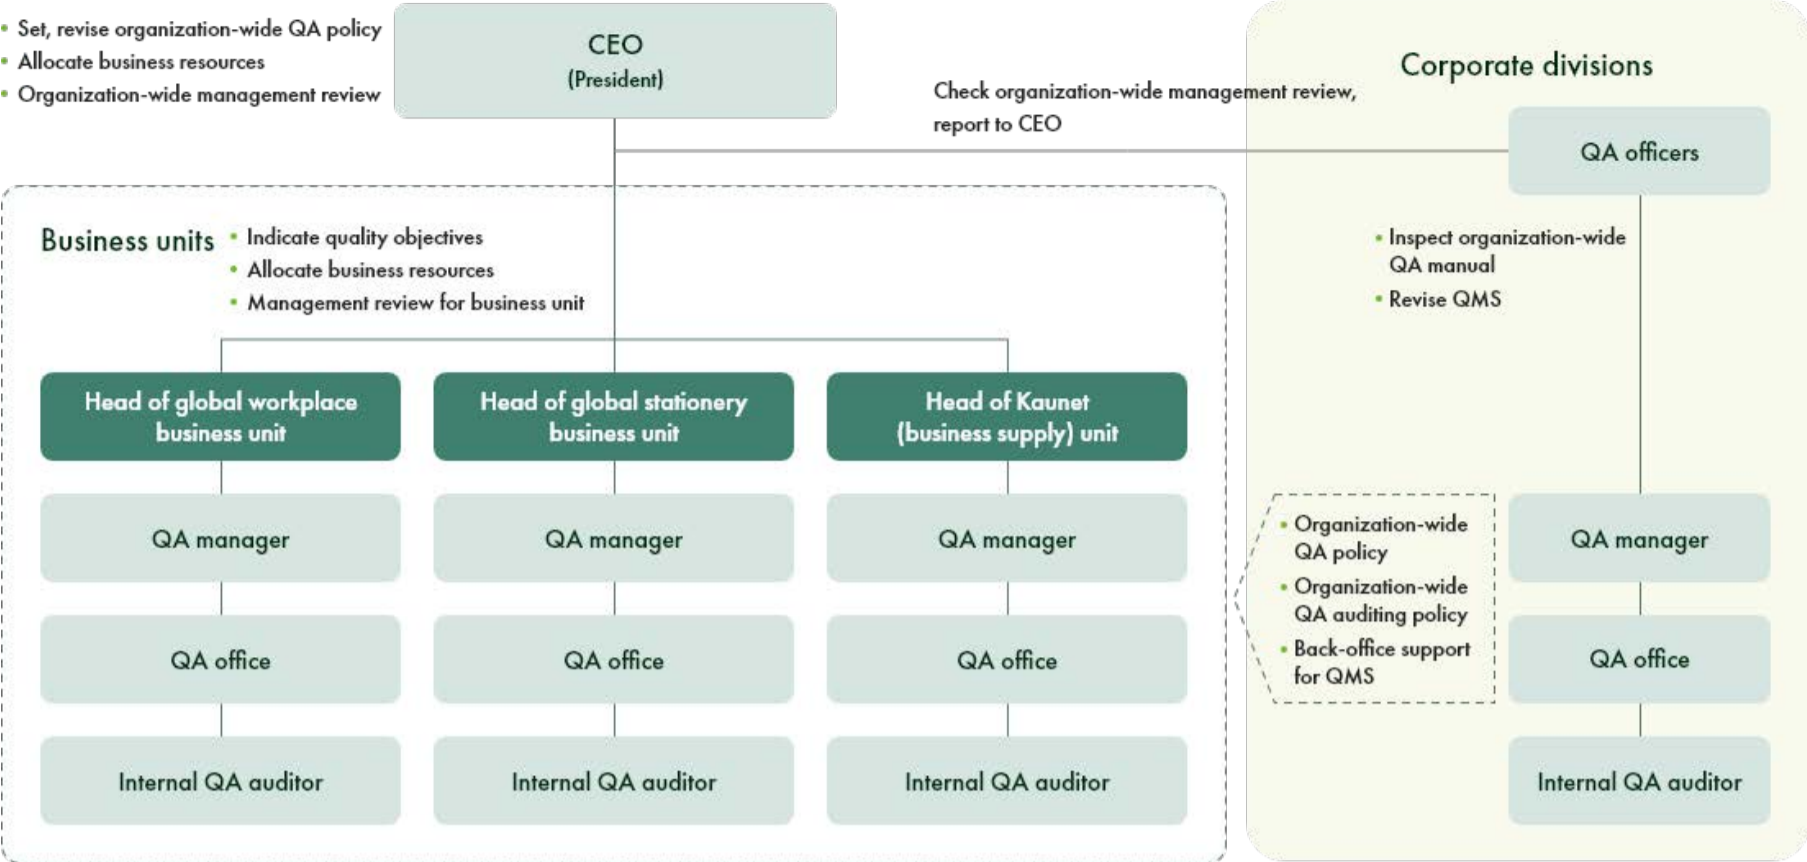 • Set, revise organization-wide QA policy
• Allocate business resources
• Organization-wide management review
CEO
(President)
Check organization-wide management review,
report to CEO
Corporate divisions
QA officers
• Inspect organization-wide
QA manual
• Revise QMS
Business units
• Indicate quality objectives
• Allocate business resources
• Management review for business unit
Head of global workplace
business unit
Head of global stationery
business unit
Head of Kaunet
(business supply) unit
QA manager
QA manager
QA manager
• Organization-wide
QA policy
• Organization-wide
QA auditing policy
• Back-office support
for QMS
QA manager
QA office
QA office
QA office
QA office
Internal QA auditor
Internal QA auditor
Internal QA auditor
Internal QA auditor